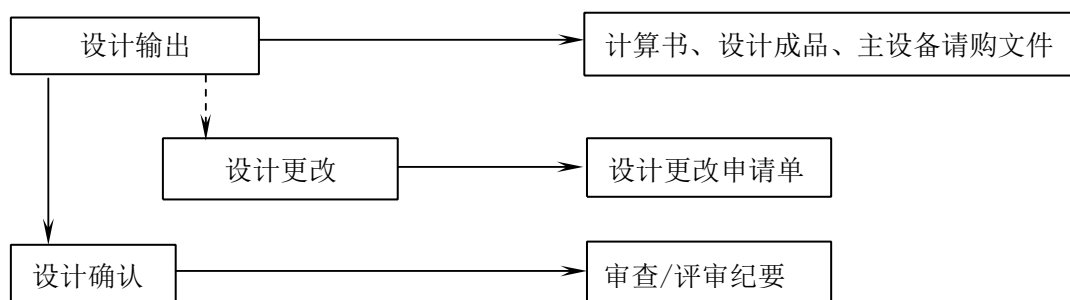 设计输出
计算书、设计成品、主设备请购文件
设计更改
设计更改申请单
设计确认
审查/评审纪要